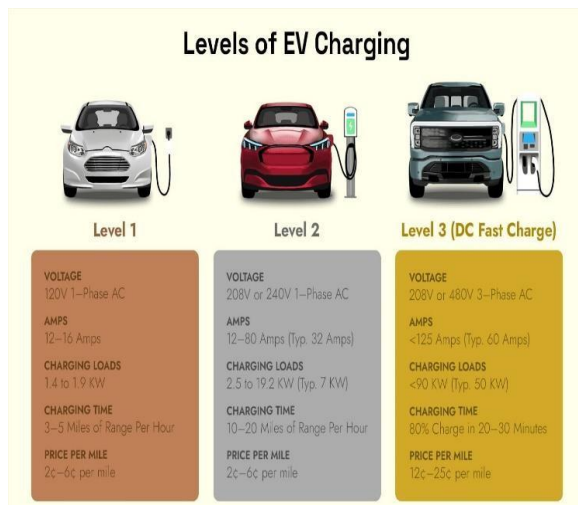 Levels of EV Charging
Level 1
VOLTAGE
120V 1–Phase AC
AMPS
12–16 Amps
CHARGING LOADS
1.4 to 1.9 KW
CHARGING TIME
3–5 Miles of Range Per Hour
PRICE PER MILE
2¢–6¢ per mile
Level 2
VOLTAGE
208V or 240V 1–Phase AC
AMPS
12–80 Amps (Typ. 32 Amps)
CHARGING LOADS
2.5 to 19.2 KW (Typ. 7 KW)
CHARGING TIME
10–20 Miles of Range Per Hour
PRICE PER MILE
2¢–6¢ per mile
Level 3 (DC Fast Charge)
VOLTAGE
208V or 480V 3–Phase AC
AMPS
<125 Amps (Typ. 60 Amps)
CHARGING LOADS
<90 KW (Typ. 50 KW)
CHARGING TIME
80% Charge in 20–30 Minutes
PRICE PER MILE
12¢–25¢ per mile